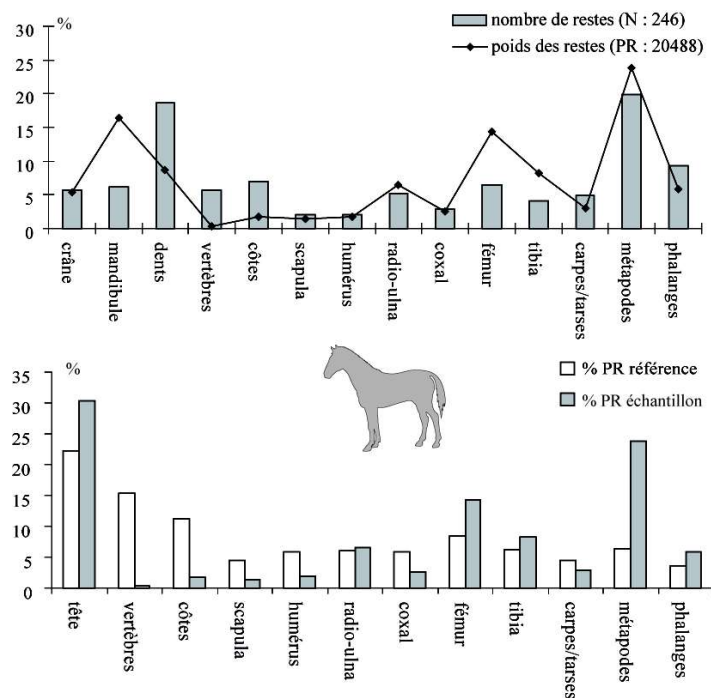 30
%
nombre de restes (N : 246)
25
poids des restes (PR : 20488)
20
15
10
5
0
crâne
mandibule
dents
vertèbres
côtes
scapula
humérus
radio-ulna
coxal
fémur
tibia
carpes/tarses
métapodes
phalanges
%
35
% PR référence
30
% PR échantillon
25
20
15
10
5
0
tête
vertèbres
côtes
scapula
humérus
radio-ulna
coxal
fémur
tibia
carpes/tarses
métapodes
phalanges